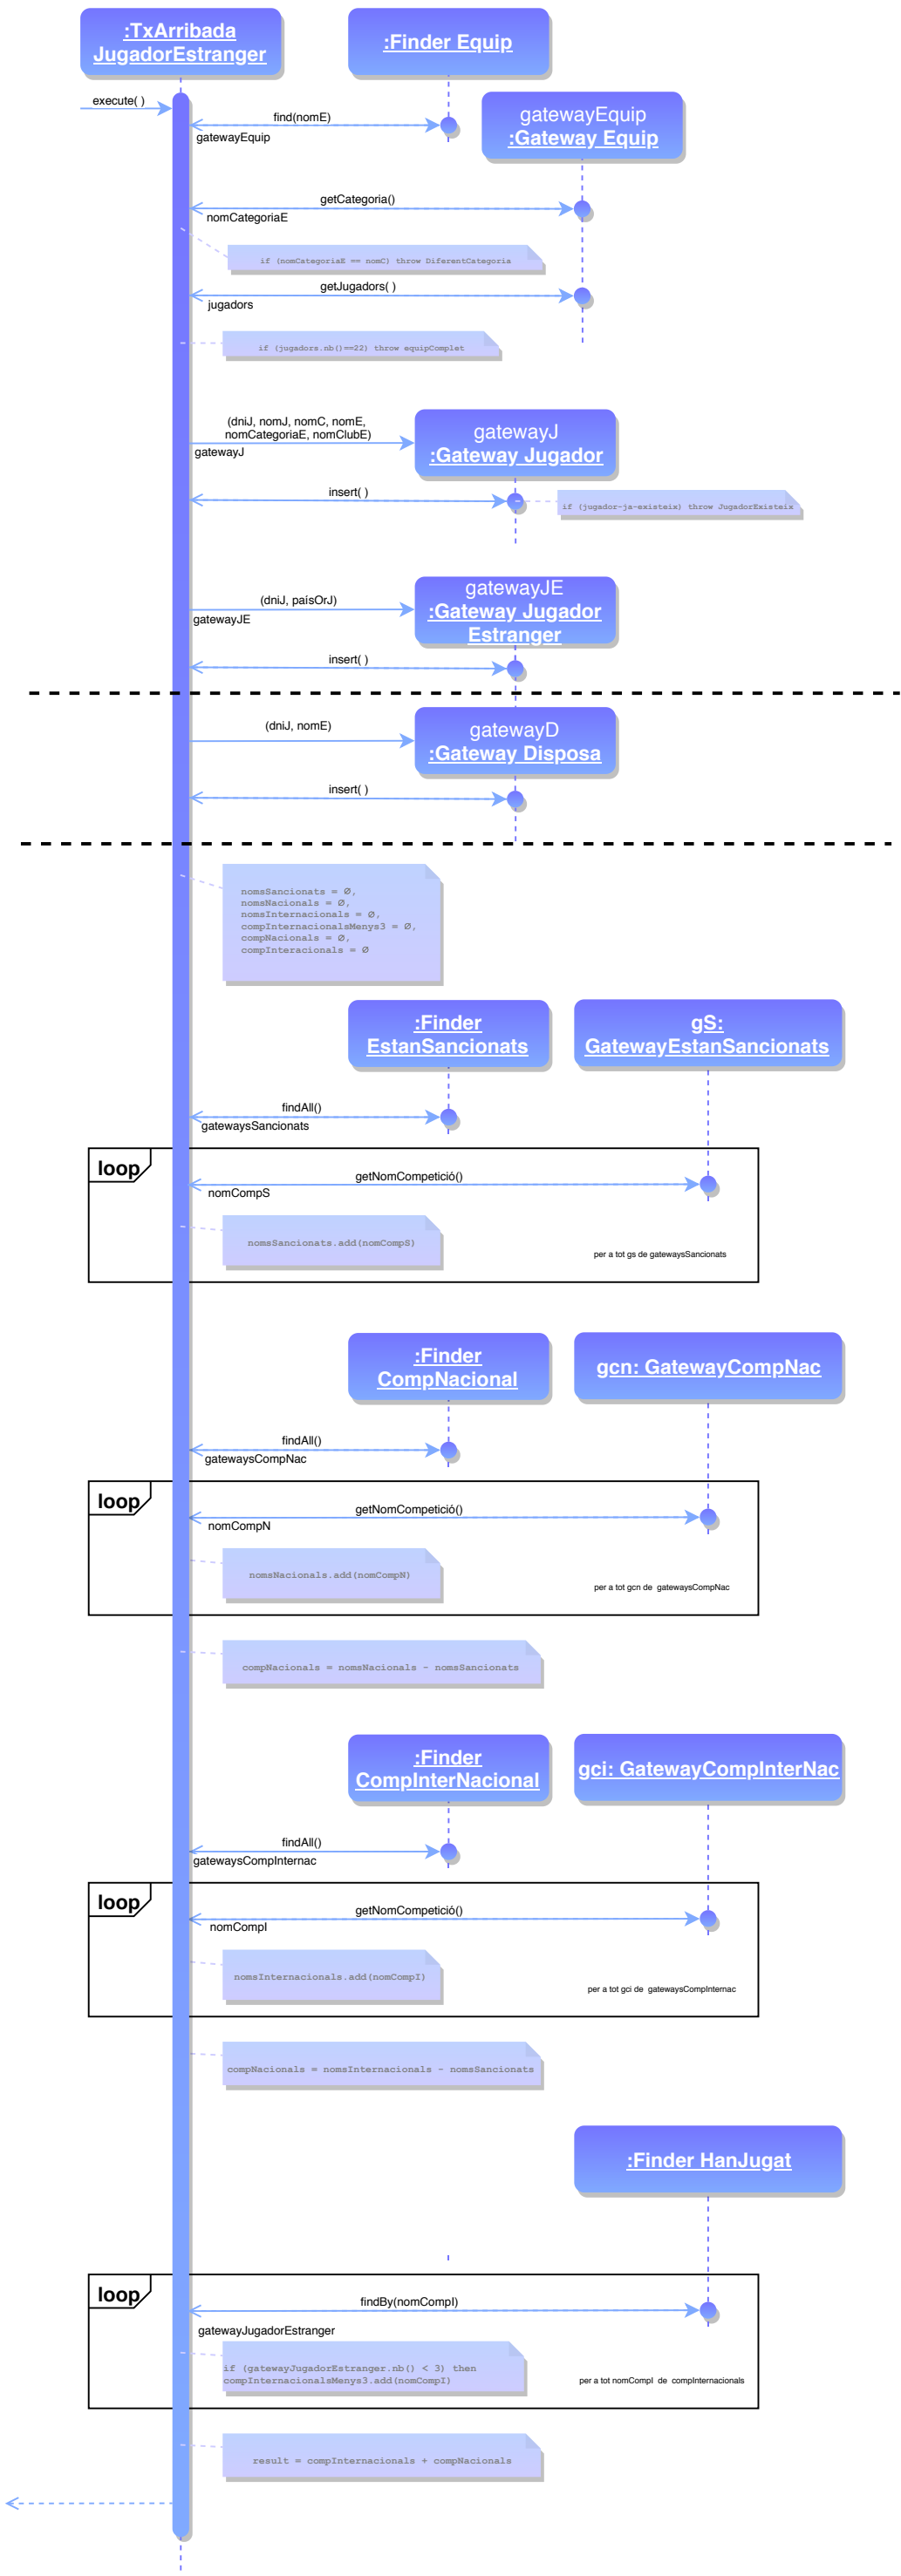 :TxArribada
JugadorEstranger
:Finder Equip
execute( )
find(nomE)
gatewayEquip
gatewayEquip
:Gateway Equip
getCategoria()
nomCategoriaE
if (nomCategoriaE == nomC) throw DiferentCategoria
getJugadors( )
jugadors
if (jugadors.nb()==22) throw equipComplet
(dniJ, nomJ, nomC, nomE,
nomCategoriaE, nomClubE)
gatewayJ
gatewayJ
:Gateway Jugador
insert( )
if (jugador-ja-existeix) throw JugadorExisteix
(dniJ, païsOrJ)
gatewayJE
gatewayJE
:Gateway Jugador
Estranger
insert( )
(dniJ, nomE)
gatewayD
:Gateway Disposa
insert( )
nomsSancionats = ∅,
nomsNacionals = ∅,
nomsInternacionals = ∅,
compInternacionalsMenys3 = ∅,
compNacionals = ∅,
compInteracionals = ∅
:Finder
EstanSancionats
gS:
GatewayEstanSancionats
findAll()
gatewaysSancionats
loop
getNomCompetició()
nomCompS
nomsSancionats.add(nomCompS)
per a tot gs de gatewaysSancionats
:Finder
CompNacional
gcn: GatewayCompNac
findAll()
gatewaysCompNac
loop
getNomCompetició()
nomCompN
nomsNacionals.add(nomCompN)
per a tot gcn de gatewaysCompNac
compNacionals = nomsNacionals - nomsSancionats
:Finder
CompInterNacional
gci: GatewayCompInterNac
findAll()
gatewaysCompInternac
loop
getNomCompetició()
nomCompI
nomsInternacionals.add(nomCompI)
per a tot gci de gatewaysCompInternac
compNacionals = nomsInternacionals - nomsSancionats
:Finder HanJugat
loop
findBy(nomCompI)
gatewayJugadorEstranger
if (gatewayJugadorEstranger.nb() < 3) then
compInternacionalsMenys3.add(nomCompI)
per a tot nomCompI de compInternacionals
result = compInternacionals + compNacionals